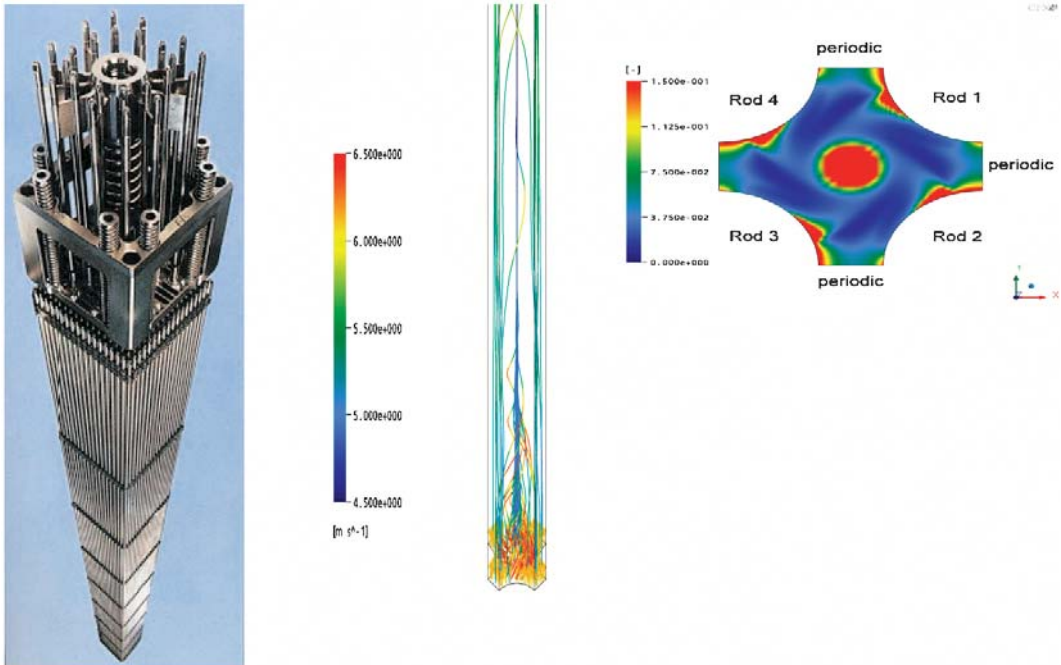 6.500e+000
6.000e+000
5.500e+000
5.000e+000
4.500e+000
[m s^-1]
[-]
1.500e-001
1.125e-001
7.500e-002
3.750e-002
0.000e+000
periodic
Rod 4
Rod 1
periodic
Rod 3
Rod 2
periodic
Y
X